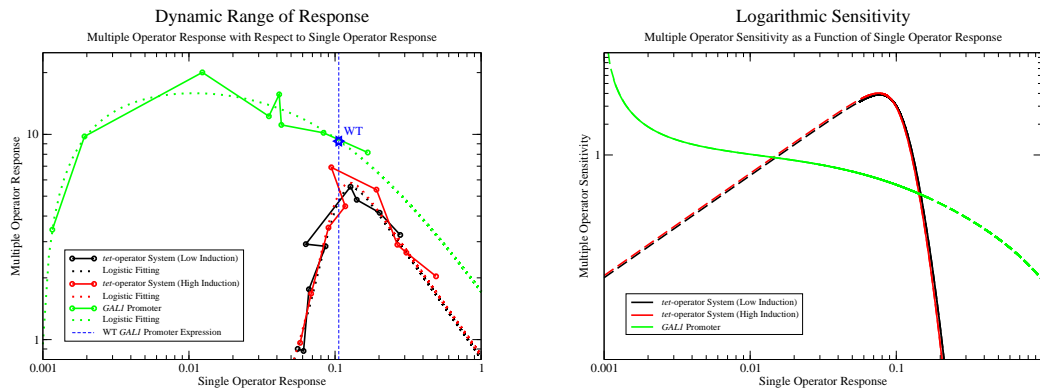 Dynamic Range of Response
Multiple Operator Response with Respect to Single Operator Response
Multiple Operator Response
10
1
WT
tet-operator System (Low Induction)
Logistic Fitting
tet-operator System (High Induction)
Logistic Fitting
GAL1 Promoter
Logistic Fitting
WT GAL1 Promoter Expression
0.001
0.01
0.1
1
Single Operator Response
Logarithmic Sensitivity
Multiple Operator Sensitivity as a Function of Single Operator Response
Multiple Operator Sensitivity
1
tet-operator System (Low Induction)
tet-operator System (High Induction)
GAL1 Promoter
0.001
0.01
0.1
Single Operator Response